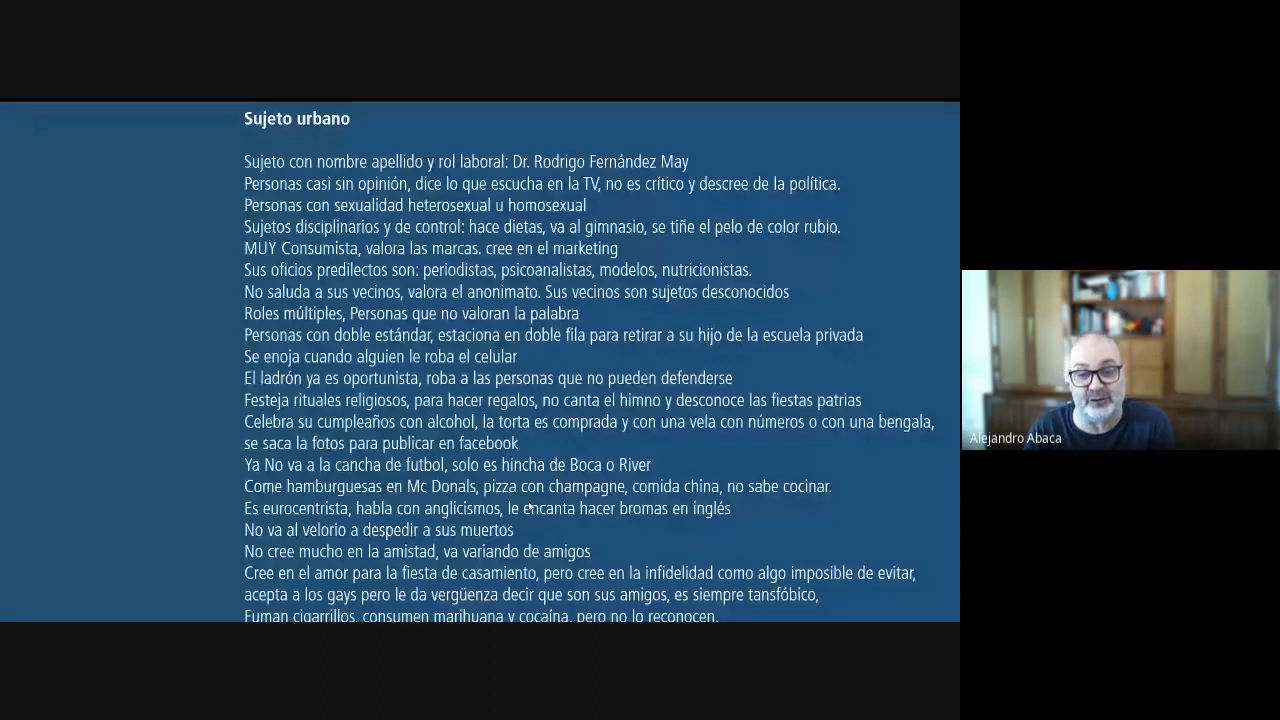 Sujeto urbano
Sujeto con nombre apellido y rol laboral: Dr. Rodrigo Fernández May
Personas casi sin opinión, dice lo que escucha en la TV, no es crítico y descree de la política.
Personas con sexualidad heterosexual u homosexual
Sujetos disciplinarios y de control: hace dietas, va al gimnasio, se tiñe el pelo de color rubio.
MUY Consumista, valora las marcas. cree en el marketing
Sus oficios predilectos son: periodistas, psicoanalistas, modelos, nutricionistas.
No saluda a sus vecinos, valora el anonimato. Sus vecinos son sujetos desconocidos
Roles múltiples, Personas que no valoran la palabra
Personas con doble estándar, estaciona en doble fila para retirar a su hijo de la escuela privada
Se enoja cuando alguien le roba el celular
El ladrón ya es oportunista, roba a las personas que no pueden defenderse
Festeja rituales religiosos, para hacer regalos, no canta el himno y desconoce las fiestas patrias
Celebra su cumpleaños con alcohol, la torta es comprada y con una vela con números o con una bengala,
se saca la fotos para publicar en facebook
Ya No va a la cancha de futbol, solo es hincha de Boca o River
Come hamburguesas en Mc Donals, pizza con champagne, comida china, no sabe cocinar.
Es eurocentrista, habla con anglicismos, le encanta hacer bromas en inglés
No va al velorio a despedir a sus muertos
No cree mucho en la amistad, va variando de amigos
Cree en el amor para la fiesta de casamiento, pero cree en la infidelidad como algo imposible de evitar,
acepta a los gays pero le da vergüenza decir que son sus amigos, es siempre tansfóbico,
Fuman cigarrillos, consumen marihuana y cocaína, pero no lo reconocen.
Alejandro Abaca